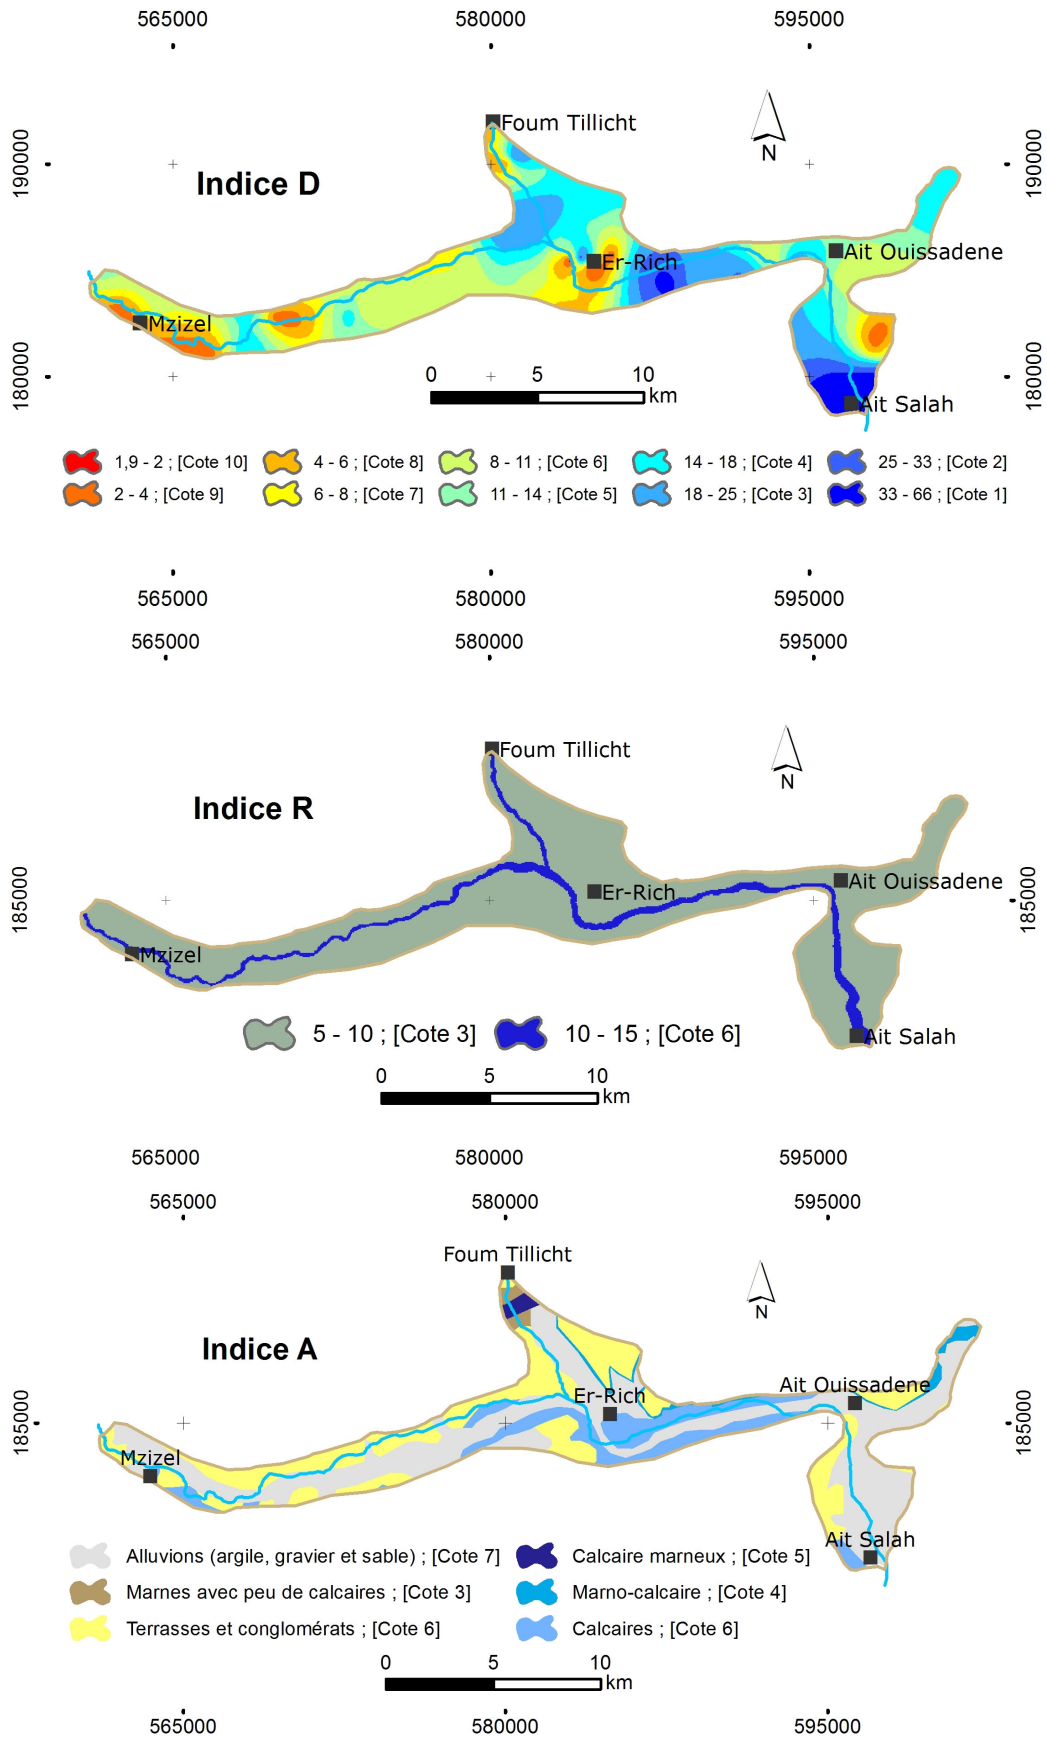 565000 580000 595000
Foum Tillicht
N
190000 190000
Indice D
Ait Ouissadene
Er-Rich
Mzizel
180000 180000
0 5 10
km
Ait Salah
1,9 - 2 ; [Cote 10] 4 - 6 ; [Cote 8] 8 - 11 ; [Cote 6] 14 - 18 ; [Cote 4] 25 - 33 ; [Cote 2]
2 - 4 ; [Cote 9] 6 - 8 ; [Cote 7] 11 - 14 ; [Cote 5] 18 - 25 ; [Cote 3] 33 - 66 ; [Cote 1]
565000 580000 595000
565000 580000 595000
Foum Tillicht
N
Indice R
185000 185000
Ait Ouissadene
Er-Rich
Mzizel
5 - 10 ; [Cote 3] 10 - 15 ; [Cote 6]
Ait Salah
0 5 10
km
565000 580000 595000
565000 580000 595000
Foum Tillicht
N
Indice A
Ait Ouissadene
Er-Rich
185000 185000
Mzizel
Ait Salah
Alluvions (argile, gravier et sable) ; [Cote 7] Calcaire marneux ; [Cote 5]
Marnes avec peu de calcaires ; [Cote 3] Marno-calcaire ; [Cote 4]
Terrasses et conglomérats ; [Cote 6] Calcaires ; [Cote 6]
0 5 10
km
565000 580000 595000